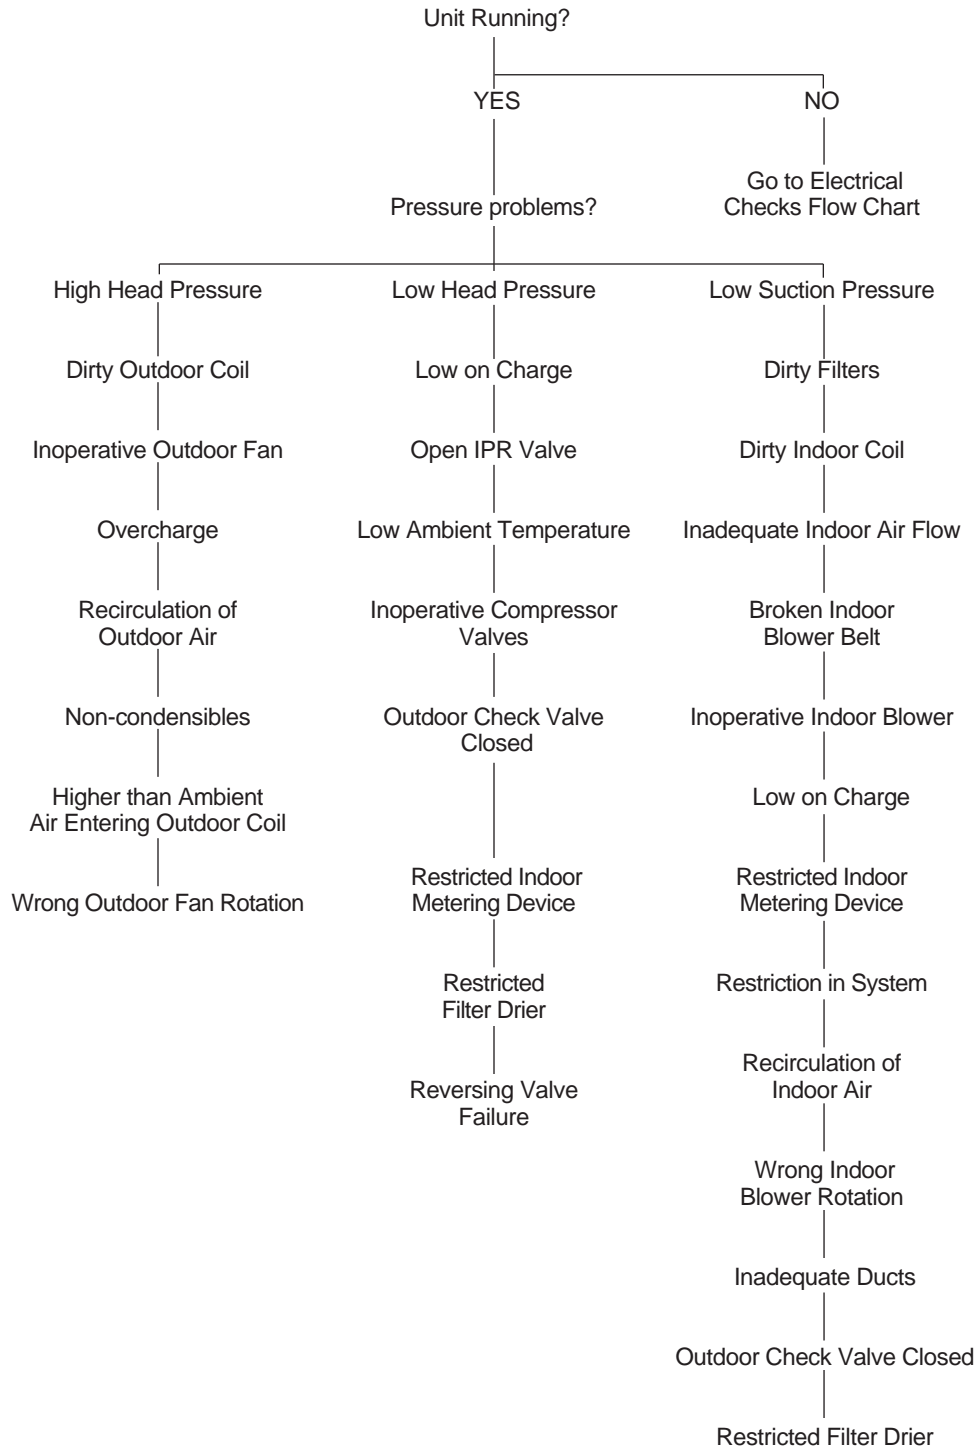 Unit Running?
YES
NO
Go to Electrical
Checks Flow Chart
Pressure problems?
High Head Pressure
Dirty Outdoor Coil
Inoperative Outdoor Fan
Overcharge
Recirculation of
Outdoor Air
Non-condensibles
Higher than Ambient
Air Entering Outdoor Coil
Wrong Outdoor Fan Rotation
Low Head Pressure
Low on Charge
Open IPR Valve
Low Ambient Temperature
Inoperative Compressor
Valves
Outdoor Check Valve
Closed
Restricted Indoor
Metering Device
Restricted
Filter Drier
Reversing Valve
Failure
Low Suction Pressure
Dirty Filters
Dirty Indoor Coil
Inadequate Indoor Air Flow
Broken Indoor
Blower Belt
Inoperative Indoor Blower
Low on Charge
Restricted Indoor
Metering Device
Restriction in System
Recirculation of
Indoor Air
Wrong Indoor
Blower Rotation
Inadequate Ducts
Outdoor Check Valve Closed
Restricted Filter Drier